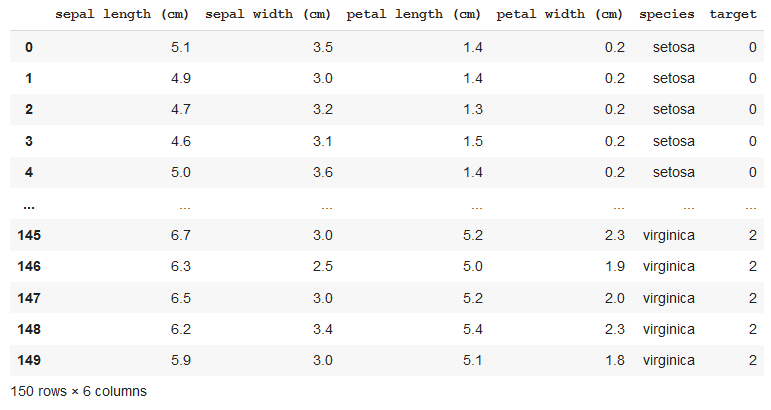 sepal length (cm) sepal width (cm) petal length (cm) petal width (cm) species target
0 5.1 3.5 1.4 0.2 setosa 0
1 4.9 3.0 1.4 0.2 setosa 0
2 4.7 3.2 1.3 0.2 setosa 0
3 4.6 3.1 1.5 0.2 setosa 0
4 5.0 3.6 1.4 0.2 setosa 0
... ... ... ... ... ... ...
145 6.7 3.0 5.2 2.3 virginica 2
146 6.3 2.5 5.0 1.9 virginica 2
147 6.5 3.0 5.2 2.0 virginica 2
148 6.2 3.4 5.4 2.3 virginica 2
149 5.9 3.0 5.1 1.8 virginica 2
150 rows × 6 columns